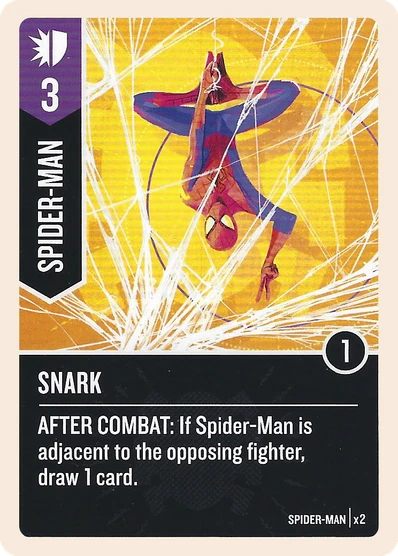 3
SPIDER-MAN
1
SNARK
AFTER COMBAT: If Spider-Man is
adjacent to the opposing fighter,
draw 1 card.
SPIDER-MAN | x2